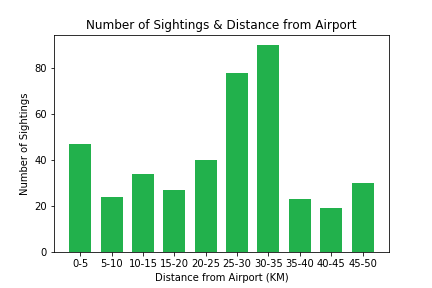 Number of Sightings & Distance from Airport
Number of Sightings
80
60
40
20
0
0-5 5-10 10-15 15-20 20-25 25-30 30-35 35-40 40-45 45-50
Distance from Airport (KM)